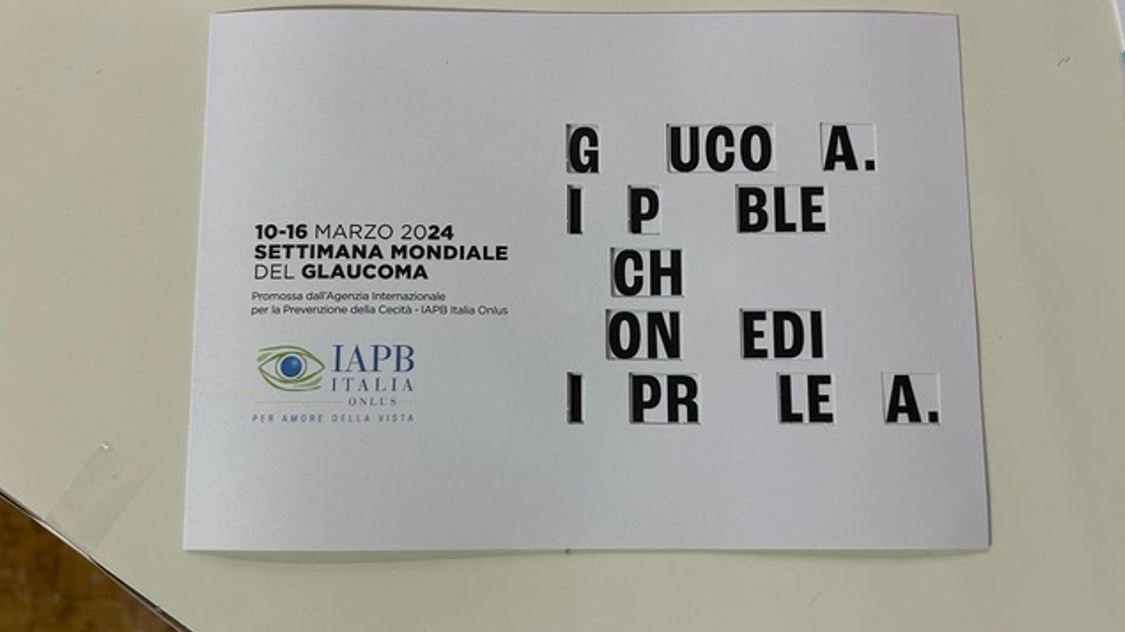 10-16 MARZO 2024
SETTIMANA MONDIALE
DEL GLAUCOMA
Promossa dall'Agenzia Internazionale
per la Prevenzione della Cecità - IAPB Italia Onlus
IAPB
ITALIA
ONLUS
PER AMORE DELLA VISTA
G UCO A.
I P BLE
CH
ON EDI
I PR LE A.